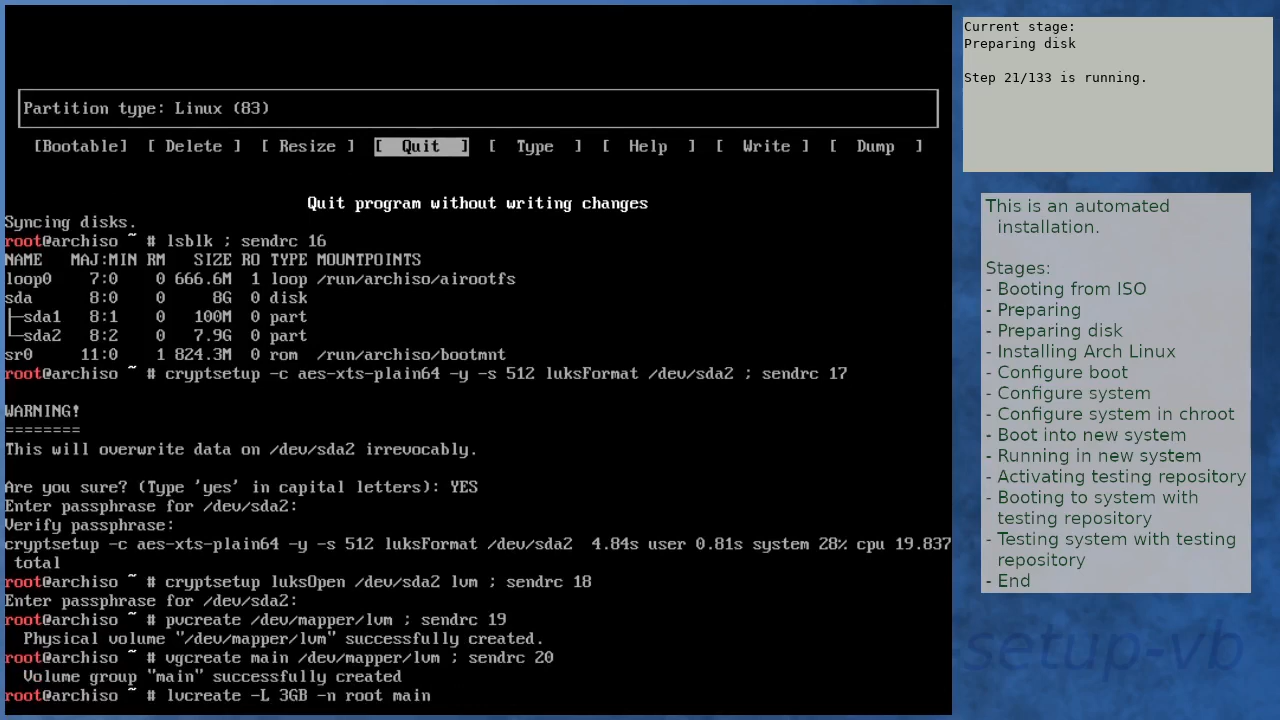 Partition type: Linux (83)
[Bootable] [ Delete ] [ Resize ] [ Quit ] [ Type ] [ Help ] [ Write ] [ Dump ]
Quit program without writing changes
Syncing disks.
root@archiso ~ # lsblk ; sendrc 16
NAME MAJ:MIN RM SIZE RO TYPE MOUNTPOINTS
loop0 7:0 0 666.6M 1 loop /run/archiso/airootfs
sda 8:0 0 8G 0 disk
├─sda1 8:1 0 100M 0 part
└─sda2 8:2 0 7.9G 0 part
sr0 11:0 1 824.3M 0 rom /run/archiso/bootmnt
root@archiso ~ # cryptsetup -c aes-xts-plain64 -y -s 512 luksFormat /dev/sda2 ; sendrc 17
WARNING!
========
This will overwrite data on /dev/sda2 irrevocably.
Are you sure? (Type 'yes' in capital letters): YES
Enter passphrase for /dev/sda2:
Verify passphrase:
cryptsetup -c aes-xts-plain64 -y -s 512 luksFormat /dev/sda2 4.84s user 0.81s system 28% cpu 19.837
total
root@archiso ~ # cryptsetup luksOpen /dev/sda2 lvm ; sendrc 18
Enter passphrase for /dev/sda2:
root@archiso ~ # pvcreate /dev/mapper/lvm ; sendrc 19
Physical volume "/dev/mapper/lvm" successfully created.
root@archiso ~ # vgcreate main /dev/mapper/lvm ; sendrc 20
Volume group "main" successfully created
root@archiso ~ # lvcreate -L 3GB -n root main
Current stage:
Preparing disk
Step 21/133 is running.
This is an automated
installation.
Stages:
- Booting from ISO
- Preparing
- Preparing disk
- Installing Arch Linux
- Configure boot
- Configure system
- Configure system in chroot
- Boot into new system
- Running in new system
- Activating testing repository
- Booting to system with
testing repository
- Testing system with testing
repository
- End
-setup-vb